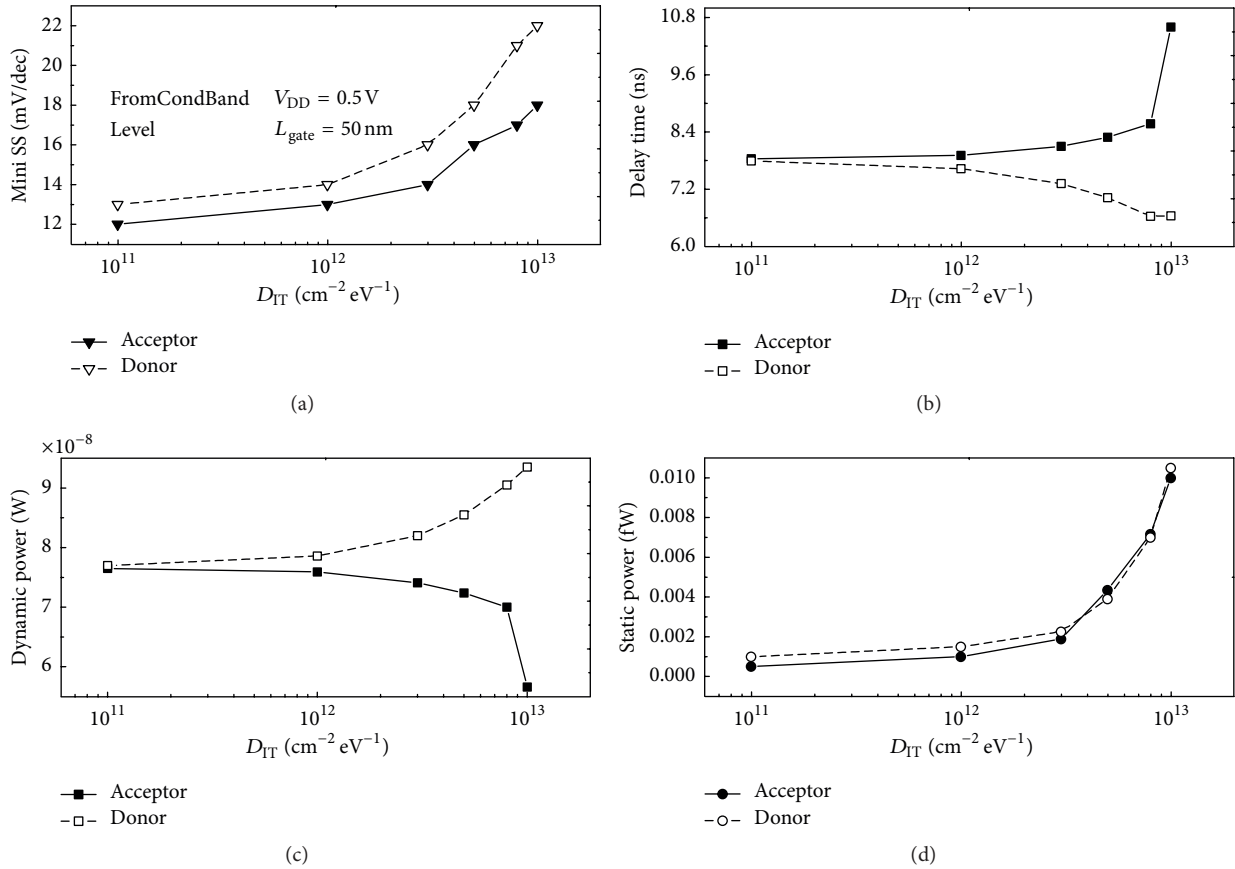 22
20
18
16
14
12
Mini SS (mV/dec)
FromCondBand
Level
V_DD = 0.5 V
L_gate = 50 nm
10^11
10^12
10^13
D_IT (cm^−2 eV^−1)
Acceptor
Donor
(a)
10.8
9.6
8.4
7.2
6.0
Delay time (ns)
10^11
10^12
10^13
D_IT (cm^−2 eV^−1)
Acceptor
Donor
(b)
×10^−8
9
8
7
6
Dynamic power (W)
10^11
10^12
10^13
D_IT (cm^−2 eV^−1)
Acceptor
Donor
(c)
0.010
0.008
0.006
0.004
0.002
0.000
Static power (fW)
10^11
10^12
10^13
D_IT (cm^−2 eV^−1)
Acceptor
Donor
(d)